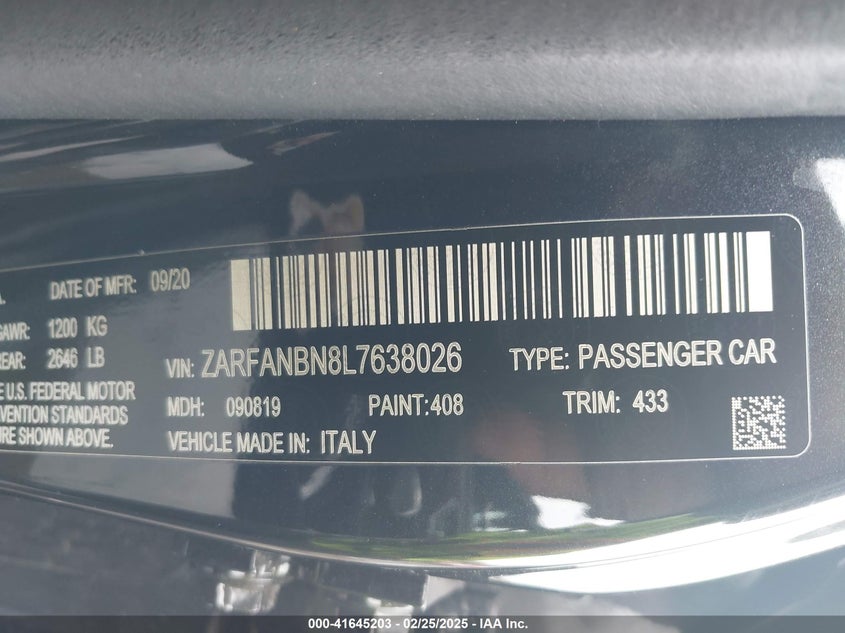 DATE OF MFR: 09/20
GAWR: 1200 KG
REAR: 2646 LB
U.S. FEDERAL MOTOR
STANDARDS
SHOWN ABOVE.
VIN: ZARFANBN8L7638026 TYPE: PASSENGER CAR
MDH: 090819 PAINT:408 TRIM: 433
VEHICLE MADE IN: ITALY
000-41645203 - 02/25/2025 - © IAA, Inc.